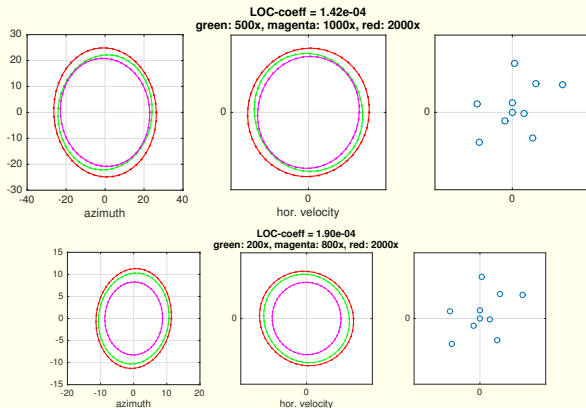 LOC-coeff = 1.42e-04
green: 500x, magenta: 1000x, red: 2000x
30
20
10
0
-10
-20
-30
-40 -20 0 20 40
azimuth
0
0
hor. velocity
0
0
LOC-coeff = 1.90e-04
green: 200x, magenta: 800x, red: 2000x
15
10
5
0
-5
-10
-15
-20 -10 0 10 20
azimuth
0
0
hor. velocity
0
0